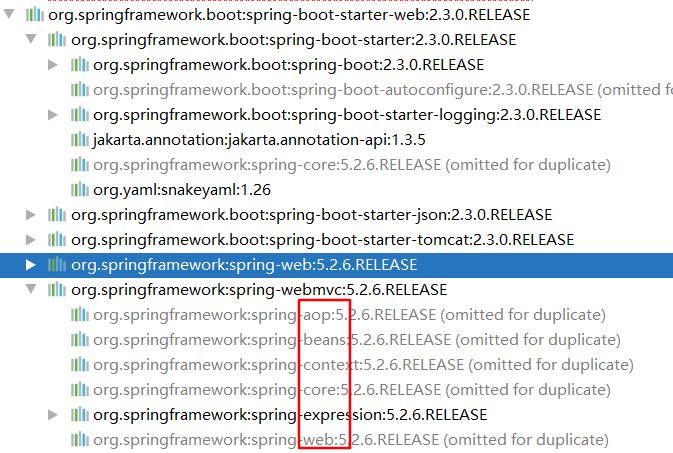 org.springframework.boot:spring-boot-starter-web:2.3.0.RELEASE
org.springframework.boot:spring-boot-starter:2.3.0.RELEASE
org.springframework.boot:spring-boot:2.3.0.RELEASE
org.springframework.boot:spring-boot-autoconfigure:2.3.0.RELEASE (omitted fo
org.springframework.boot:spring-boot-starter-logging:2.3.0.RELEASE
jakarta.annotation:jakarta.annotation-api:1.3.5
org.springframework:spring-core:5.2.6.RELEASE (omitted for duplicate)
org.yaml:snakeyaml:1.26
org.springframework.boot:spring-boot-starter-json:2.3.0.RELEASE
org.springframework.boot:spring-boot-starter-tomcat:2.3.0.RELEASE
org.springframework:spring-web:5.2.6.RELEASE
org.springframework:spring-webmvc:5.2.6.RELEASE
org.springframework:spring-aop:5.2.6.RELEASE (omitted for duplicate)
org.springframework:spring-beans:5.2.6.RELEASE (omitted for duplicate)
org.springframework:spring-context:5.2.6.RELEASE (omitted for duplicate)
org.springframework:spring-core:5.2.6.RELEASE (omitted for duplicate)
org.springframework:spring-expression:5.2.6.RELEASE
org.springframework:spring-web:5.2.6.RELEASE (omitted for duplicate)